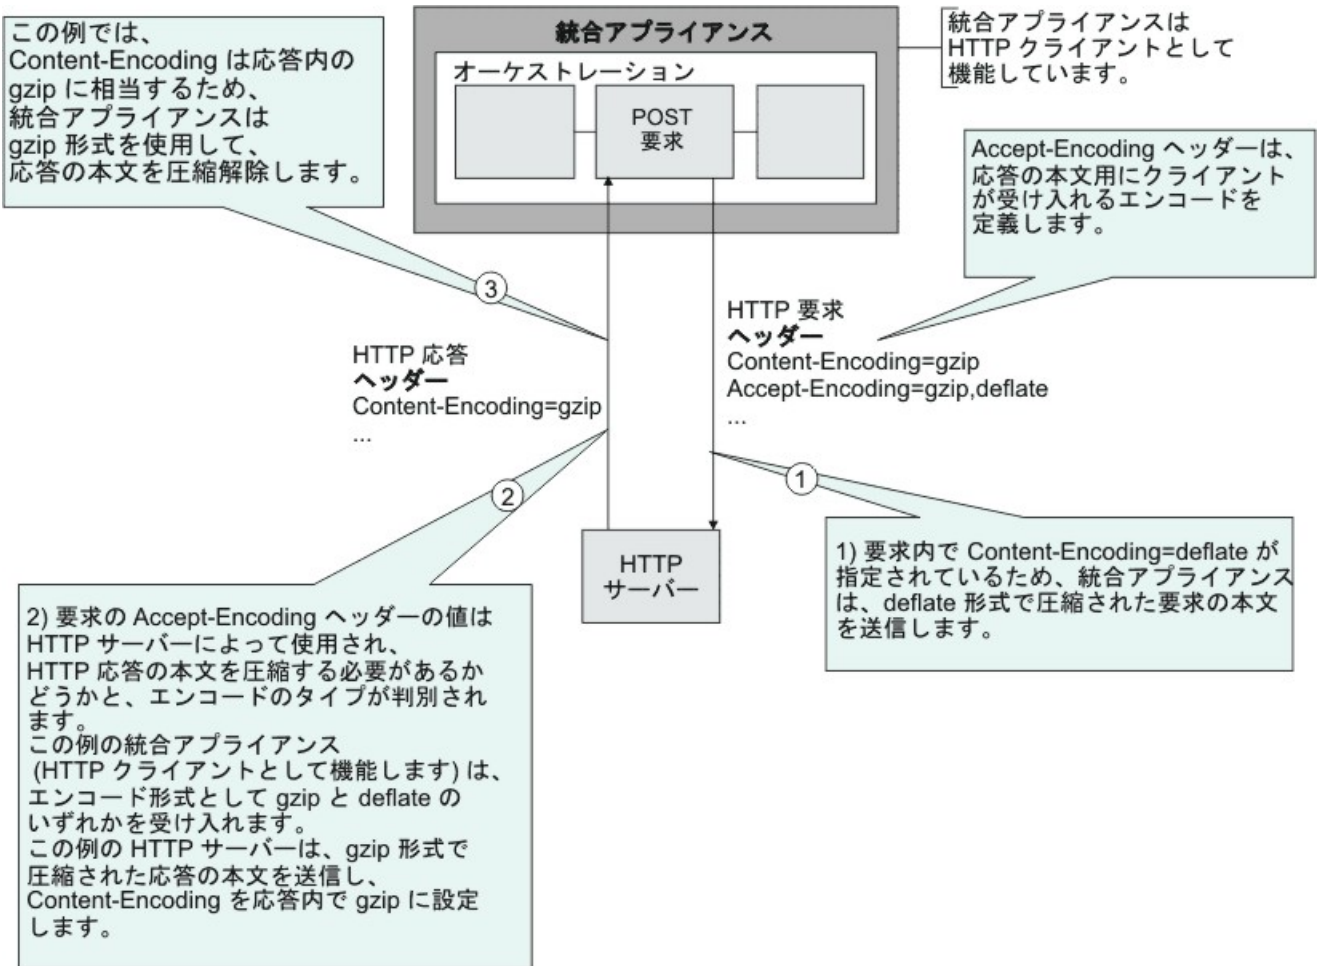 この例では、
Content-Encoding は応答内の
gzip に相当するため、
統合アプライアンスは
gzip 形式を使用して、
応答の本文を圧縮解除します。
統合アプライアンス
オーケストレーション
POST
要求
統合アプライアンスは
HTTP クライアントとして
機能しています。
Accept-Encoding ヘッダーは、
応答の本文用にクライアント
が受け入れるエンコードを
定義します。
3
HTTP 応答
ヘッダー
Content-Encoding=gzip
...
HTTP 要求
ヘッダー
Content-Encoding=gzip
Accept-Encoding=gzip,deflate
...
2
1
HTTP
サーバー
1) 要求内で Content-Encoding=deflate が
指定されているため、統合アプライアンス
は、deflate 形式で圧縮された要求の本文
を送信します。
2) 要求の Accept-Encoding ヘッダーの値は
HTTP サーバーによって使用され、
HTTP 応答の本文を圧縮する必要があるか
どうかと、エンコードのタイプが判別され
ます。
この例の統合アプライアンス
(HTTP クライアントとして機能します) は、
エンコード形式として gzip と deflate の
いずれかを受け入れます。
この例の HTTP サーバーは、gzip 形式で
圧縮された応答の本文を送信し、
Content-Encoding を応答内で gzip に設定
します。